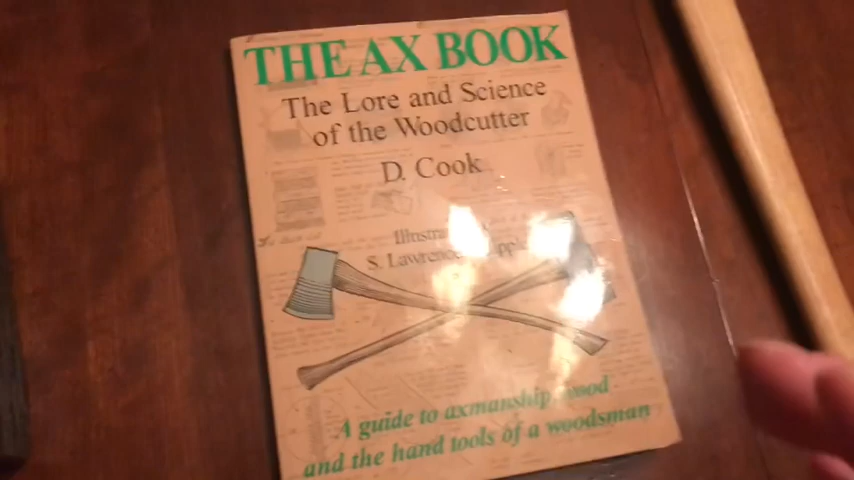 THE AX BOOK
The Lore and Science
of the Woodcutter
D. Cook
S. Lawrence
A guide to axmanship, wood
and the hand tools of a woodsman